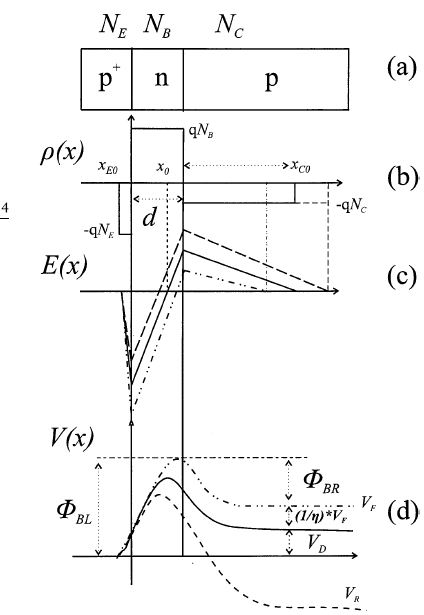 N_E N_B N_C
p⁺ n p (a)
qN_B
ρ(x) x_E0 x_0 x_C0 (b)
4
d -qN_C
-qN_E
E(x) (c)
V(x)
Φ_BR
Φ_BL V_F (d)
(1/η)*V_F
V_D
V_R